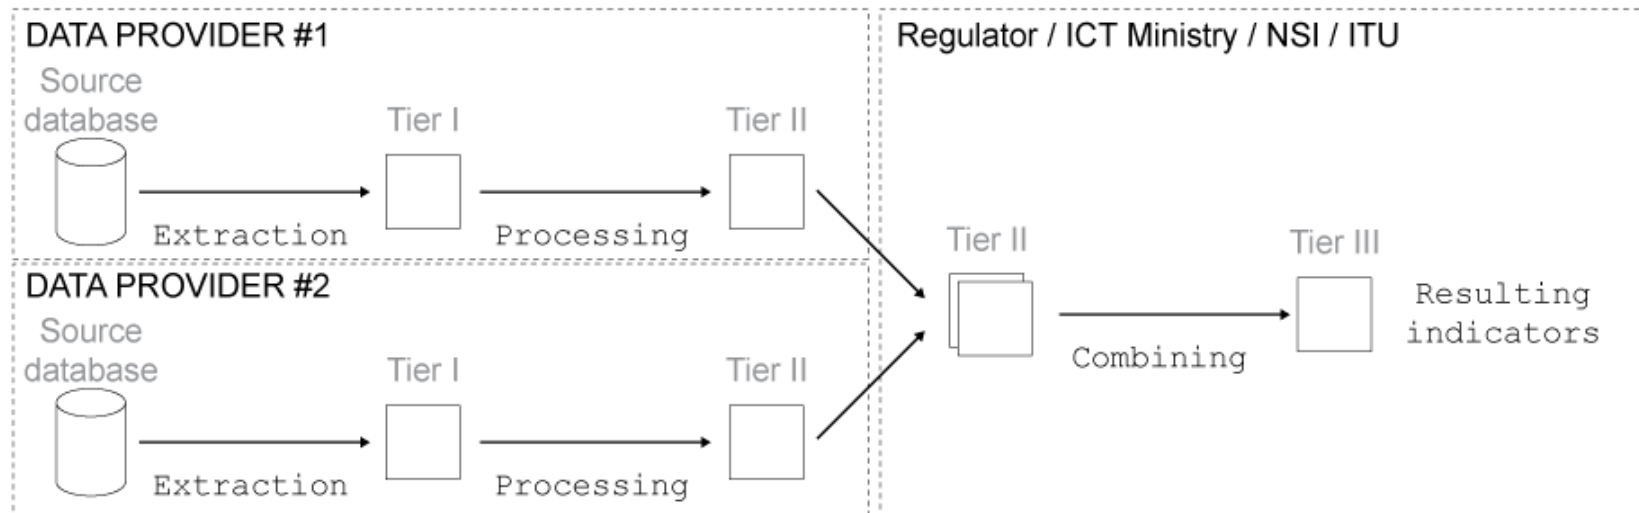 DATA PROVIDER #1
Source
database
Tier I
Tier II
Extraction
Processing
DATA PROVIDER #2
Source
database
Tier I
Tier II
Extraction
Processing
Regulator / ICT Ministry / NSI / ITU
Tier II
Tier III
Combining
Resulting
indicators